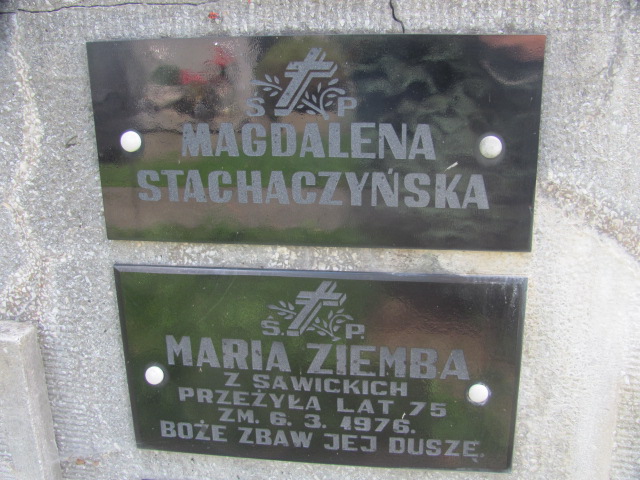 Ś P
MAGDALENA
STACHACZYŃSKA
Ś. P.
MARIA ZIEMBA
Z SAWICKICH
PRZEŻYŁA LAT 75
ZM. 6. 3. 1976.
BOŻE ZBAW JEJ DUSZĘ.